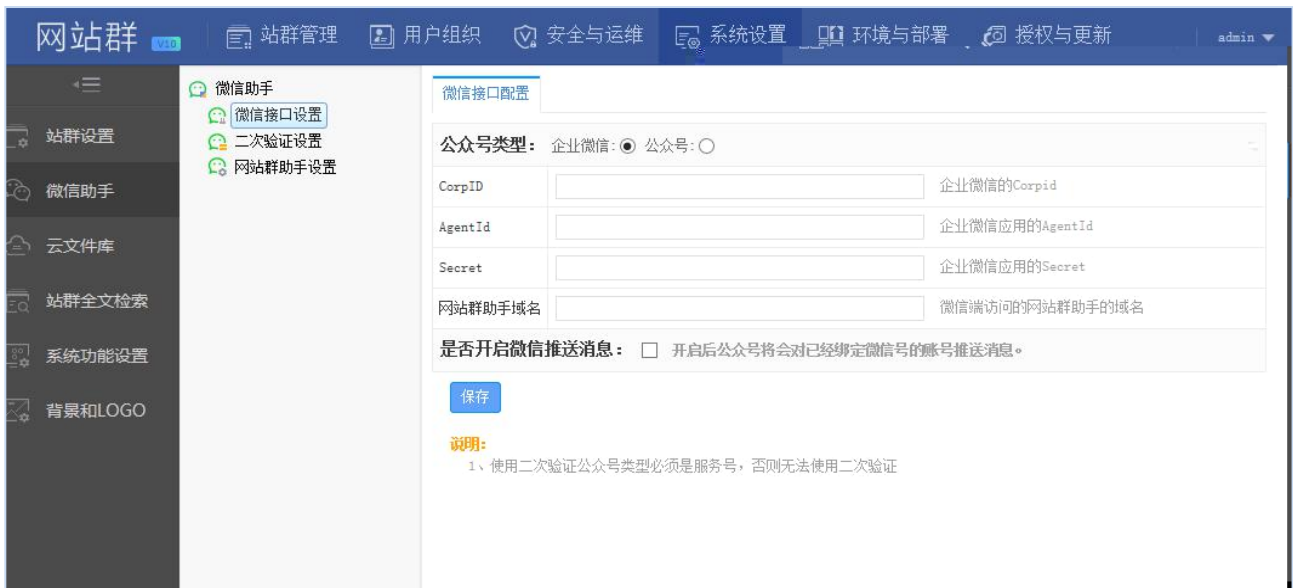 网站群 V10 站群管理 用户组织 安全与运维 系统设置 环境与部署 授权与更新 admin
站群设置
微信助手
云文件库
站群全文检索
系统功能设置
背景和LOGO
微信助手
微信接口设置
二次验证设置
网站群助手设置
微信接口配置
公众号类型： 企业微信: 公众号:
CorpID 企业微信的Corpid
AgentId 企业微信应用的AgentId
Secret 企业微信应用的Secret
网站群助手域名 微信端访问的网站群助手的域名
是否开启微信推送消息： 开启后公众号将会对已经绑定微信号的账号推送消息。
保存
说明:
1、使用二次验证公众号类型必须是服务号，否则无法使用二次验证